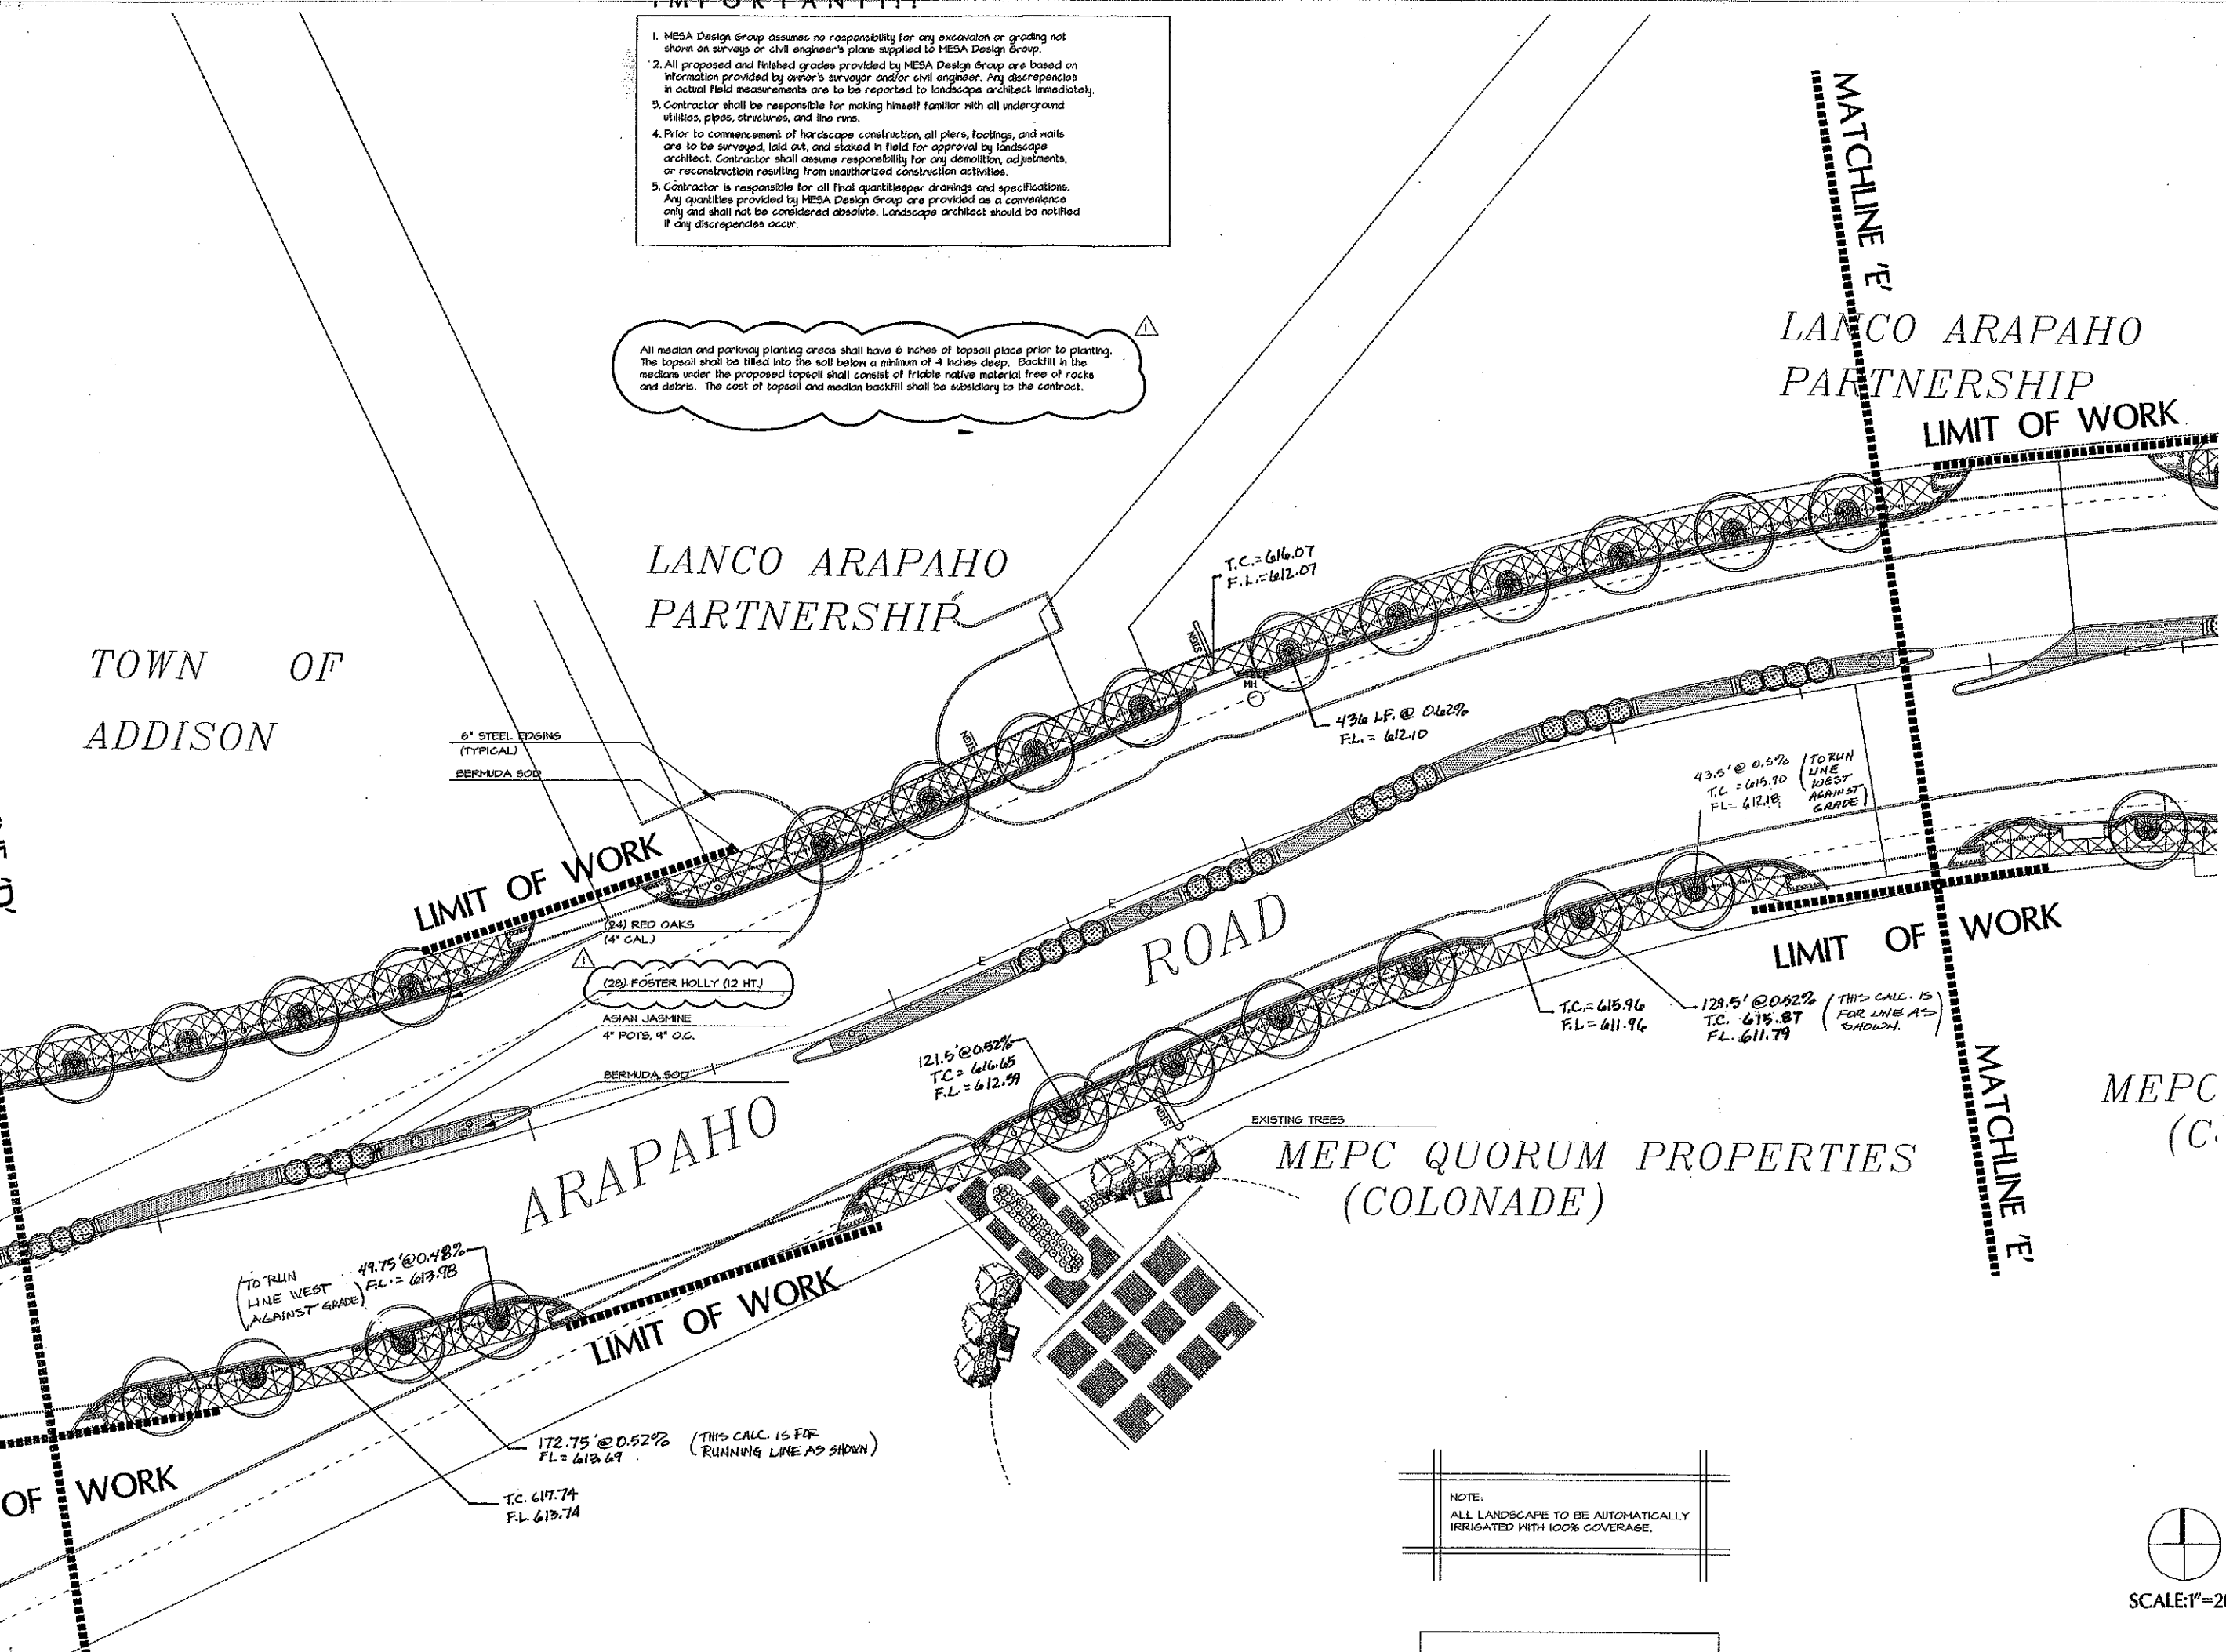 IMPORTANT!!!
1. MESA Design Group assumes no responsibility for any excavaion or grading not
shown on surveys or civil engineer's plans supplied to MESA Design Group.
2. All proposed and finished grades provided by MESA Design Group are based on
information provided by owner's surveyor and/or civil engineer. Any discrepencies
in actual field measurements are to be reported to landscape architect immediately.
3. Contractor shall be responsible for making himself familiar with all underground
utilities, pipes, structures, and line runs.
4. Prior to commencement of hardscape construction, all piers, footings, and walls
are to be surveyed, laid out, and staked in field for approval by landscape
architect. Contractor shall assume responsibility for any demolition, adjustments,
or reconstructioin resulting from unauthorized construction activities.
5. Contractor is responsible for all final quantitiesper drawings and specifications.
Any quantities provided by MESA Design Group are provided as a convenience
only and shall not be considered absolute. Landscape architect should be notified
if any discrepencies occur.
1
All median and parkway planting areas shall have 6 inches of topsoil place prior to planting.
The topsoil shall be tilled into the soil below a minimum of 4 inches deep. Backfill in the
medians under the proposed topsoil shall consist of friable native material free of rocks
and debris. The cost of topsoil and median backfill shall be subsidiary to the contract.
MATCHLINE 'E'
LANCO ARAPAHO
PARTNERSHIP
LIMIT OF WORK
LANCO ARAPAHO
PARTNERSHIP
T.C.=616.07
F.L.=612.07
TOWN OF
ADDISON
SIGN
MH
6" STEEL EDGING
(TYPICAL)
BERMUDA SOD
SIGN
436 LF. @ 0.62%
F.L. = 612.10
43.5' @ 0.5%
T.C. = 615.70
FL = 612.18
(TO RUN
LINE
WEST
AGAINST
GRADE)
LIMIT OF WORK
(24) RED OAKS
(4" CAL.)
1
(28) FOSTER HOLLY (12 HT.)
ASIAN JASMINE
4" POTS, 9" O.C.
BERMUDA SOD
E
E
E
ROAD
LIMIT OF WORK
T.C.=615.96
F.L=611.96
129.5' @0.52%
T.C. 615.87
FL. 611.79
(THIS CALC. IS
FOR LINE AS
SHOWN.)
121.5'@0.52%
T.C = 616.65
F.L.= 612.59
SIGN
ARAPAHO
EXISTING TREES
MEPC QUORUM PROPERTIES
(COLONADE)
MEPC
MATCHLINE 'E'
(TO RUN
LINE WEST
AGAINST GRADE)
49.75'@0.48%
F.L. = 613.98
LIMIT OF WORK
172.75'@0.52%
FL = 613.69
(THIS CALC. IS FOR
RUNNING LINE AS SHOWN)
OF WORK
T.C. 617.74
F.L. 613.74
NOTE:
ALL LANDSCAPE TO BE AUTOMATICALLY
IRRIGATED WITH 100% COVERAGE.
SCALE:1"=2